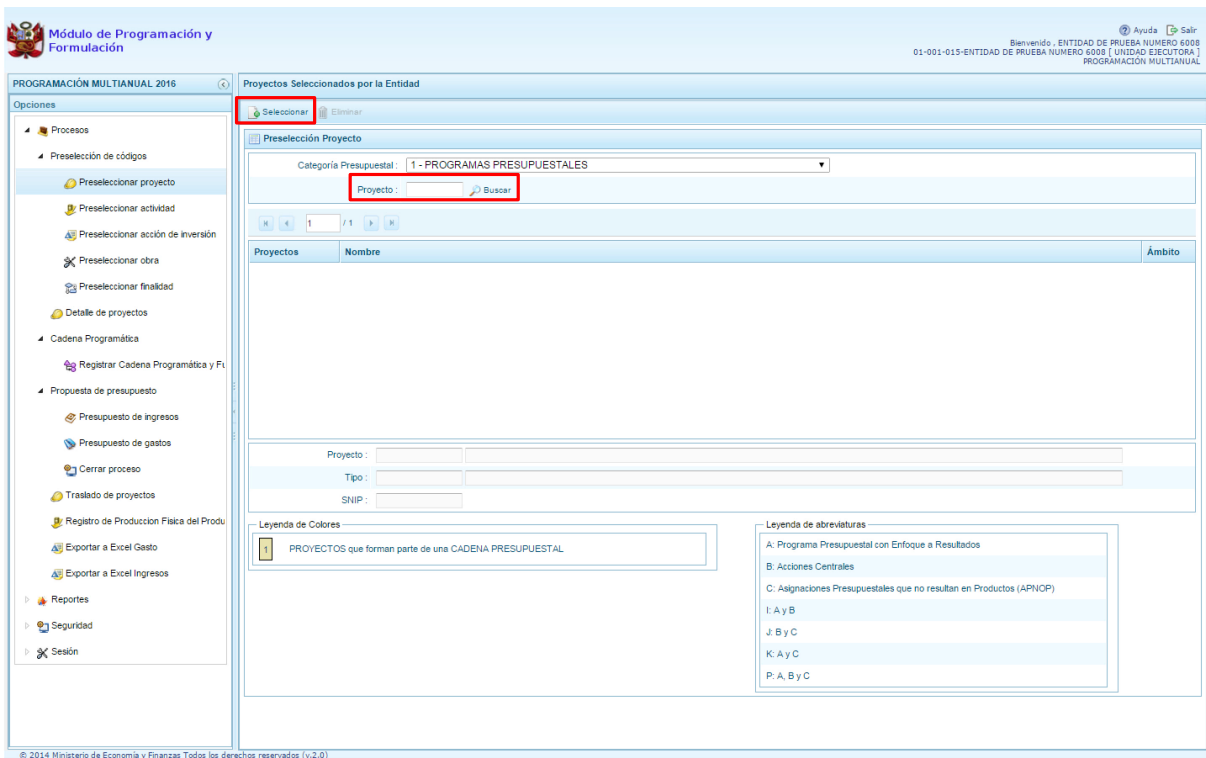 Módulo de Programación y
Formulación
Ayuda Salir
Bienvenido , ENTIDAD DE PRUEBA NUMERO 6008
01-001-015-ENTIDAD DE PRUEBA NUMERO 6008 [ UNIDAD EJECUTORA ]
PROGRAMACIÓN MULTIANUAL
PROGRAMACIÓN MULTIANUAL 2016
Opciones
Procesos
Preselección de códigos
Preseleccionar proyecto
Preseleccionar actividad
Preseleccionar acción de inversión
Preseleccionar obra
Preseleccionar finalidad
Detalle de proyectos
Cadena Programática
Registrar Cadena Programática y Fu
Propuesta de presupuesto
Presupuesto de ingresos
Presupuesto de gastos
Cerrar proceso
Traslado de proyectos
Registro de Produccion Fisica del Produ
Exportar a Excel Gasto
Exportar a Excel Ingresos
Reportes
Seguridad
Sesión
Proyectos Seleccionados por la Entidad
Seleccionar Eliminar
Preselección Proyecto
Categoría Presupuestal : 1 - PROGRAMAS PRESUPUESTALES
Proyecto : Buscar
1 / 1
Proyectos Nombre Ámbito
Proyecto :
Tipo :
SNIP :
Leyenda de Colores
1 PROYECTOS que forman parte de una CADENA PRESUPUESTAL
Leyenda de abreviaturas
A: Programa Presupuestal con Enfoque a Resultados
B: Acciones Centrales
C: Asignaciones Presupuestales que no resultan en Productos (APNOP)
I: A y B
J: B y C
K: A y C
P: A, B y C
© 2014 Ministerio de Economía y Finanzas Todos los derechos reservados (v.2.0)